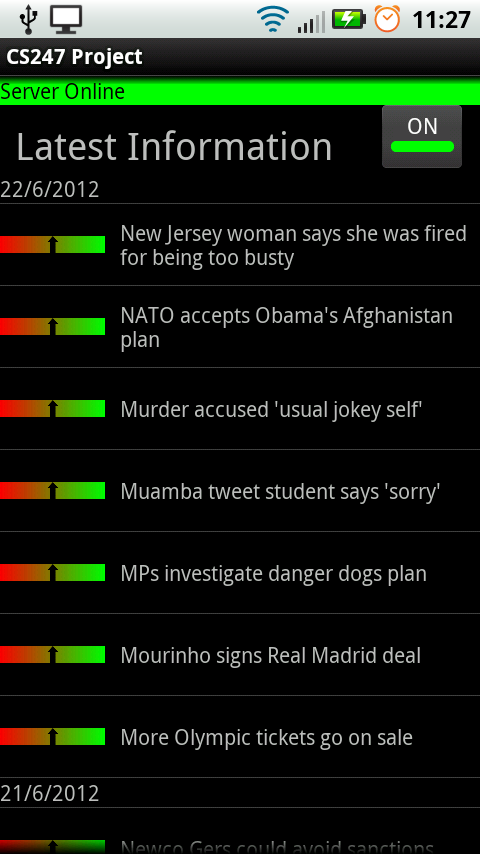 11:27
CS247 Project
Server Online
Latest Information
ON
22/6/2012
New Jersey woman says she was fired
for being too busty
NATO accepts Obama's Afghanistan
plan
Murder accused 'usual jokey self'
Muamba tweet student says 'sorry'
MPs investigate danger dogs plan
Mourinho signs Real Madrid deal
More Olympic tickets go on sale
21/6/2012
Newco Gers could avoid sanctions